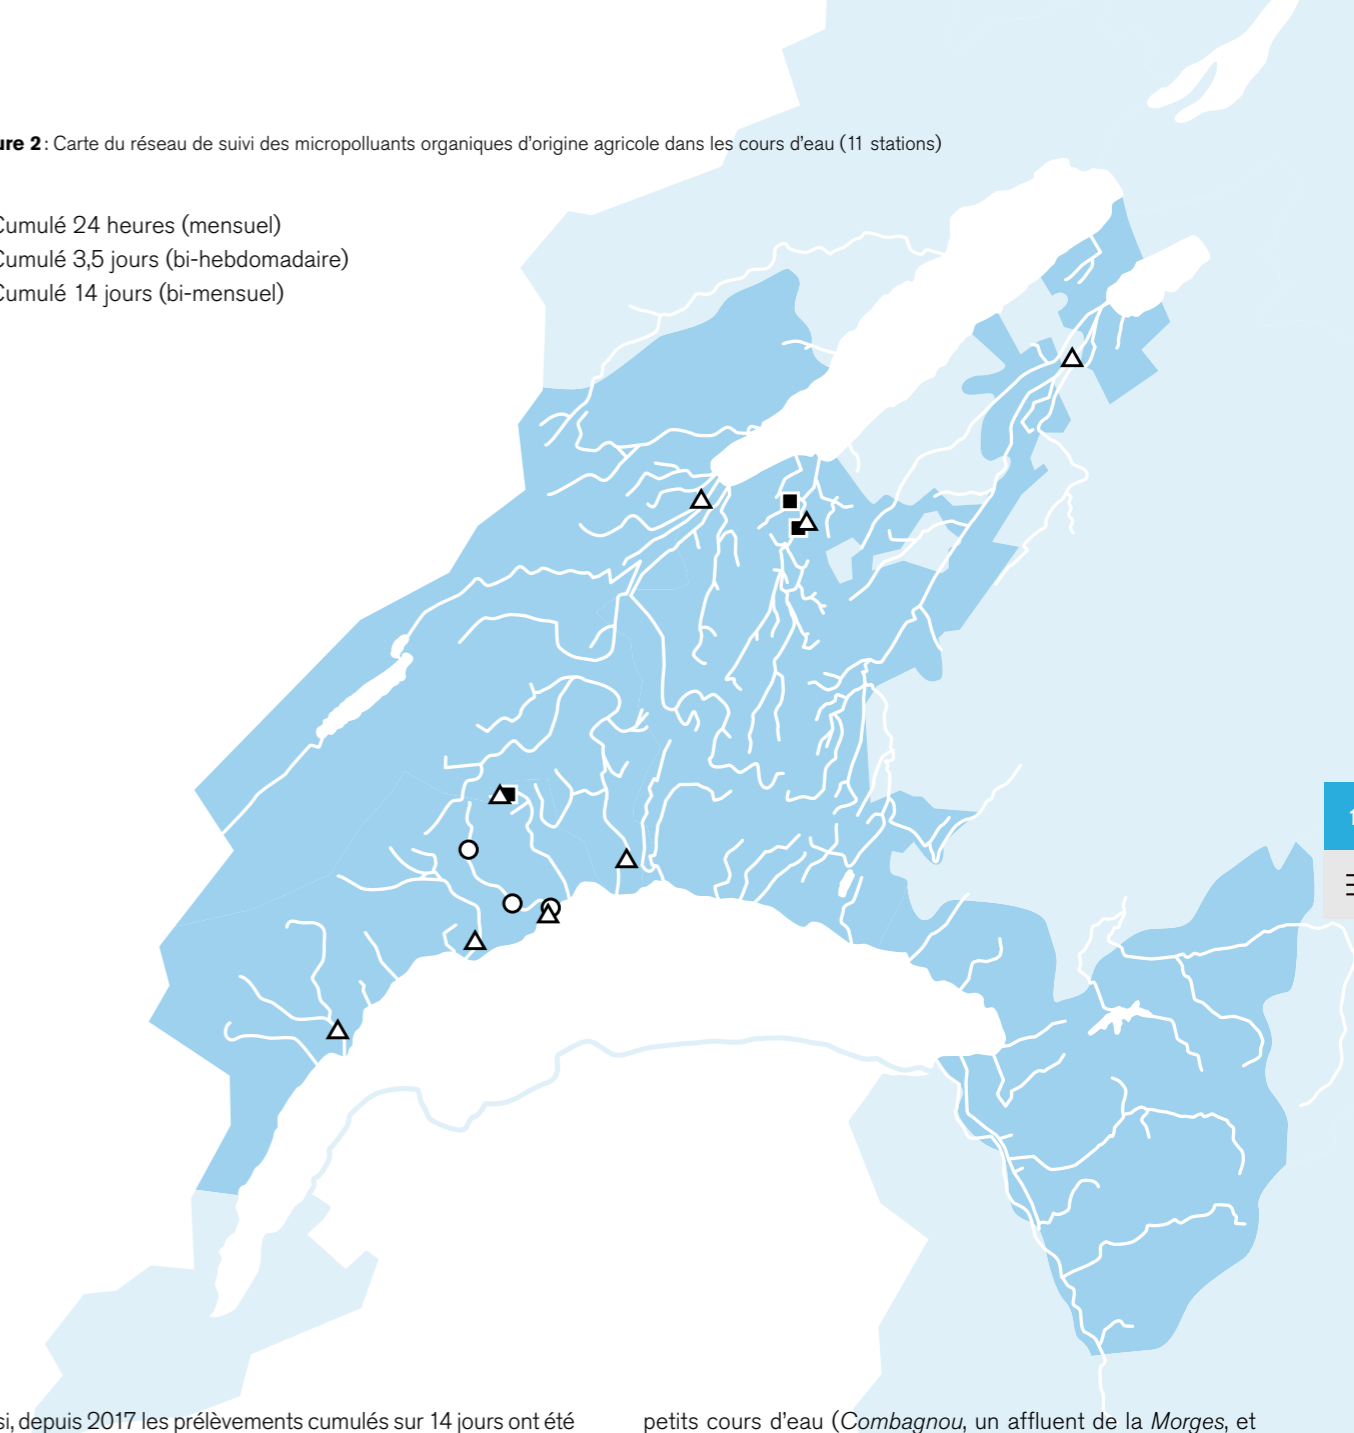 ure 2 : Carte du réseau de suivi des micropolluants organiques d'origine agricole dans les cours d'eau (11 stations)
Cumulé 24 heures (mensuel)
Cumulé 3,5 jours (bi-hebdomadaire)
Cumulé 14 jours (bi-mensuel)
si, depuis 2017 les prélèvements cumulés sur 14 jours ont été
petits cours d'eau (Combagnou, un affluent de la Morges, et